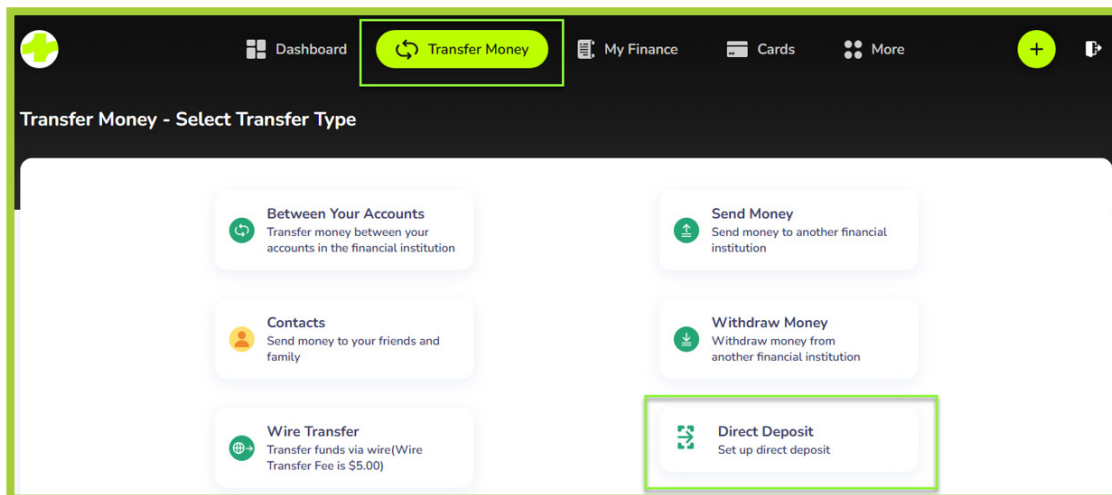 Dashboard
Transfer Money
My Finance
Cards
More
Transfer Money - Select Transfer Type
Between Your Accounts
Transfer money between your
accounts in the financial institution
Send Money
Send money to another financial
institution
Contacts
Send money to your friends and
family
Withdraw Money
Withdraw money from
another financial institution
Wire Transfer
Transfer funds via wire(Wire
Transfer Fee is $5.00)
Direct Deposit
Set up direct deposit